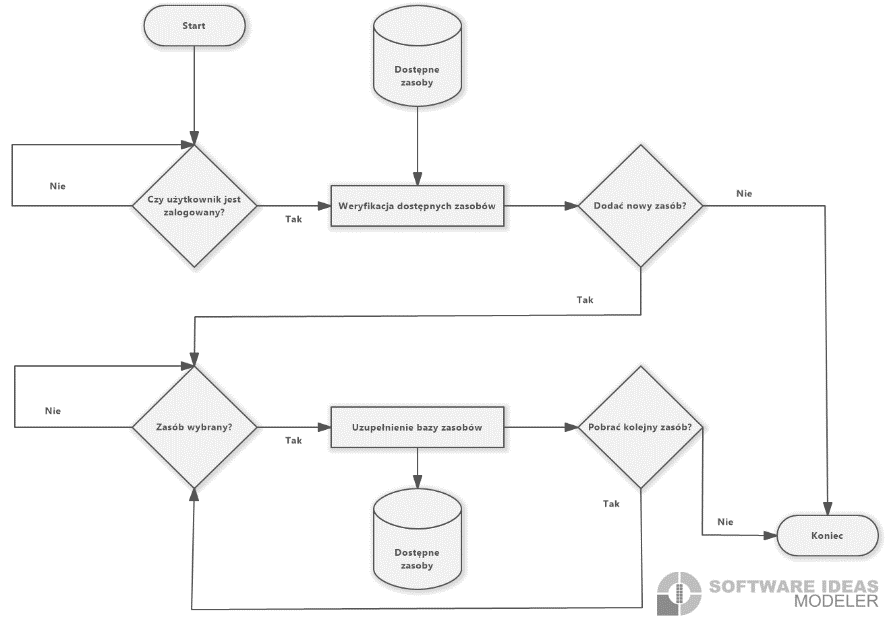 Start
Dostępne
zasoby
Nie
Czy użytkownik jest
zalogowany?
Tak
Weryfikacja dostępnych zasobów
Dodać nowy zasób?
Nie
Tak
Nie
Zasób wybrany?
Tak
Uzupełnienie bazy zasobów
Pobrać kolejny zasób?
Tak
Nie
Koniec
Dostępne
zasoby
SOFTWARE IDEAS
MODELER